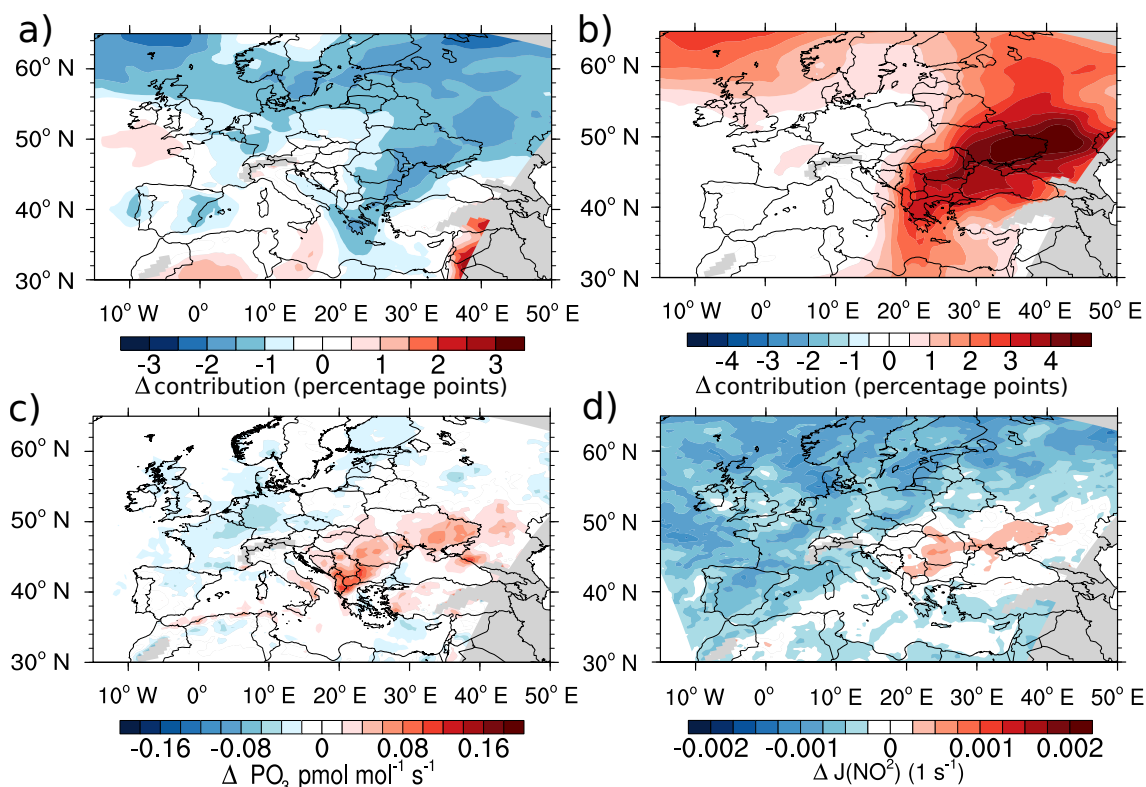 a)
b)
60° N
50° N
40° N
30° N
10° W 0° 10° E 20° E 30° E 40° E 50° E
-3 -2 -1 0 1 2 3
Δ contribution (percentage points)
60° N
50° N
40° N
30° N
10° W 0° 10° E 20° E 30° E 40° E 50° E
-4 -2 -1 0 1 2 3 4
Δ contribution (percentage points)
c)
d)
60° N
50° N
40° N
30° N
10° W 0° 10° E 20° E 30° E 40° E 50° E
-0.16 -0.08 0 0.08 0.16
Δ PO₃ pmol mol⁻¹ s⁻¹
60° N
50° N
40° N
30° N
10° W 0° 10° E 20° E 30° E 40° E 50° E
-0.002 -0.001 0 0.001 0.002
Δ J(NO²) (1 s⁻¹)